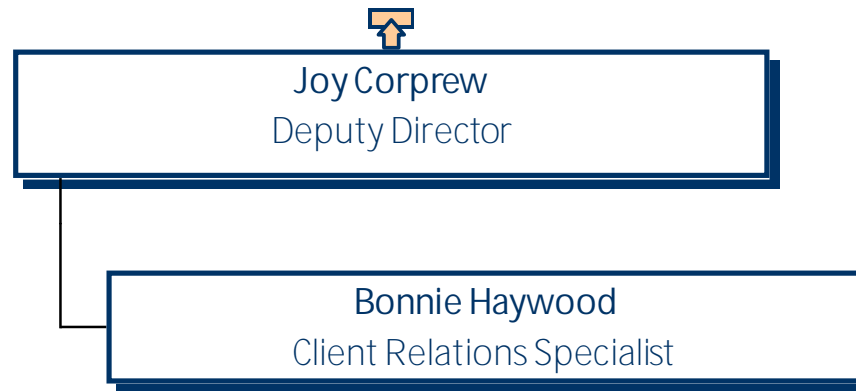 Joy Corprew
Deputy Director
Bonnie Haywood
Client Relations Specialist